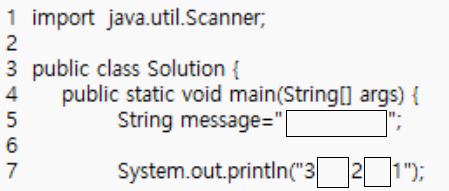 1 import java.util.Scanner;
2
3 public class Solution {
4 public static void main(String[] args) {
5 String message=" ";
6
7 System.out.println("3 2 1");